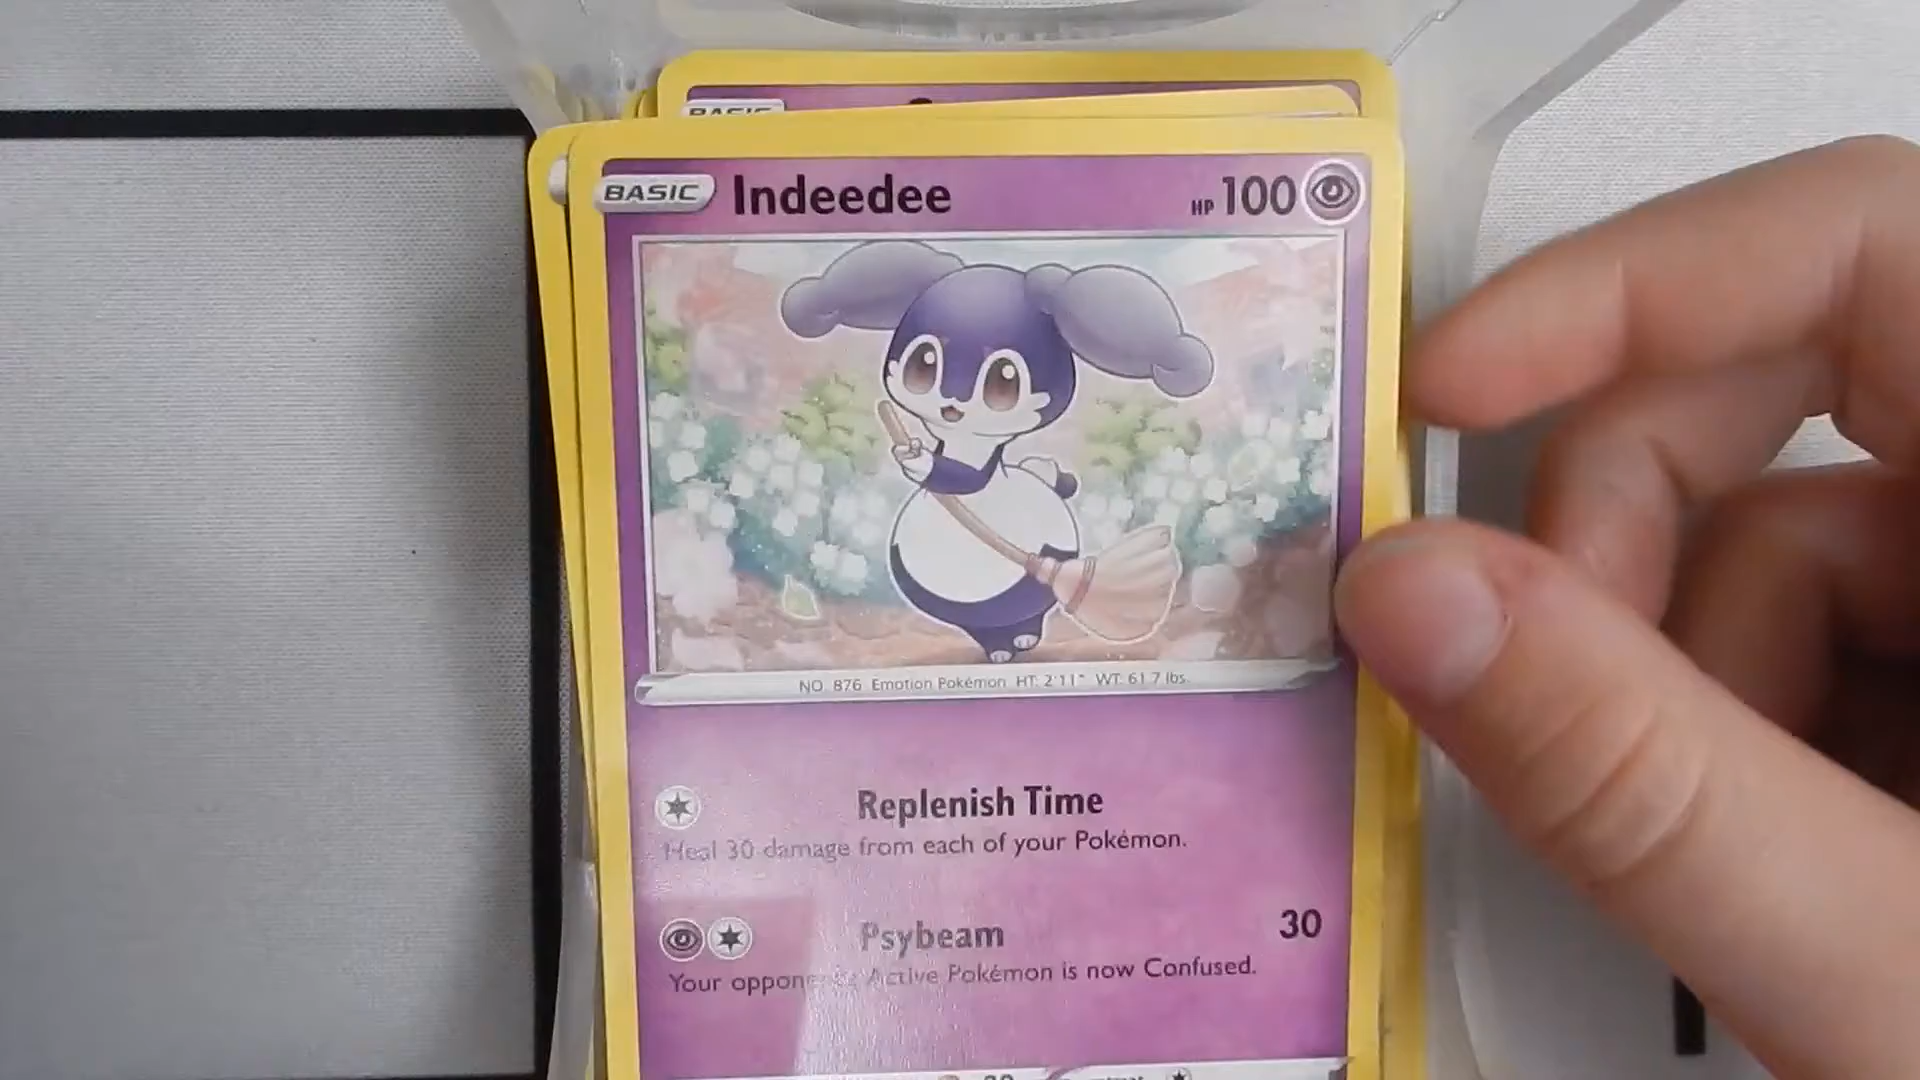 BASIC
BASIC Indeedee HP 100
NO. 876 Emotion Pokémon HT: 2'11" WT: 61.7 lbs.
Replenish Time
Heal 30 damage from each of your Pokémon.
Psybeam 30
Your opponent's Active Pokémon is now Confused.